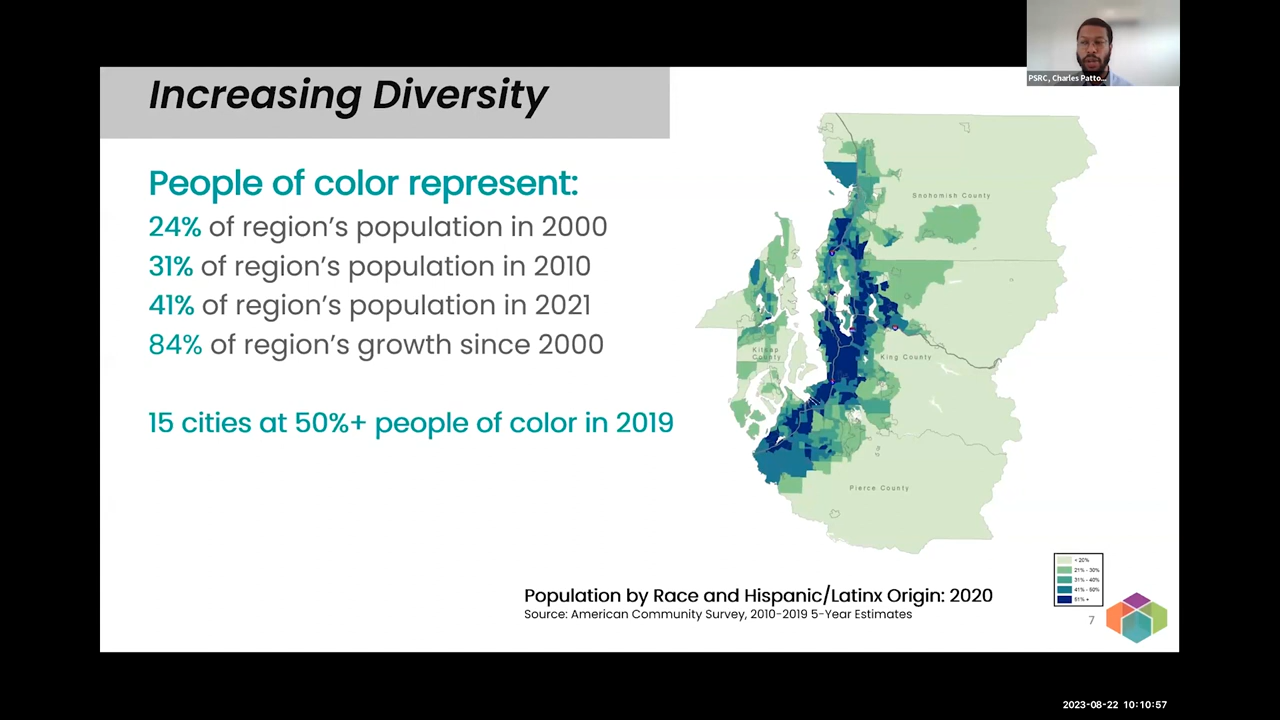 PSRC, Charles Patto...
Increasing Diversity
People of color represent:
24% of region's population in 2000
31% of region's population in 2010
41% of region's population in 2021
84% of region's growth since 2000
15 cities at 50%+ people of color in 2019
Snohomish County
Kitsap
County
King County
Pierce County
< 20%
21% - 30%
31% - 40%
41% - 50%
51% +
Population by Race and Hispanic/Latinx Origin: 2020
Source: American Community Survey, 2010-2019 5-Year Estimates
7
2023-08-22 10:10:57